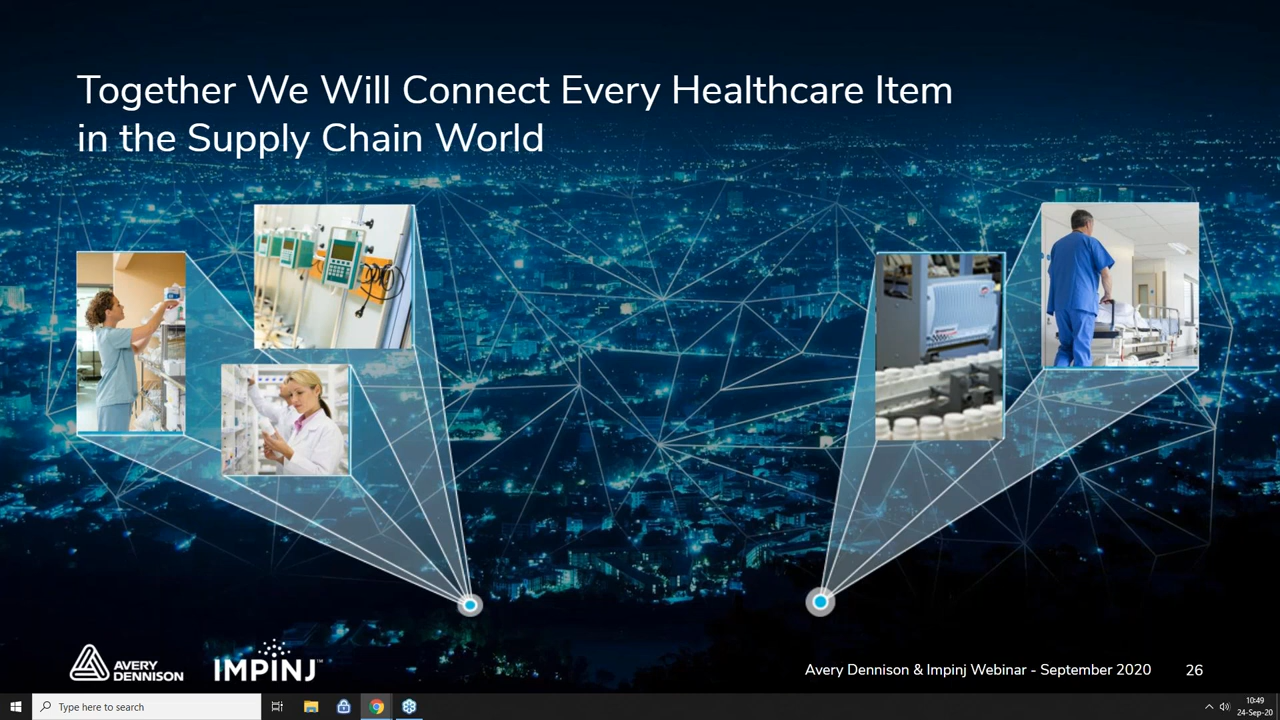 Together We Will Connect Every Healthcare Item
in the Supply Chain World
AVERY
DENNISON
IMPINJ™
Avery Dennison & Impinj Webinar - September 2020
26
Type here to search
10:49
24-Sep-20